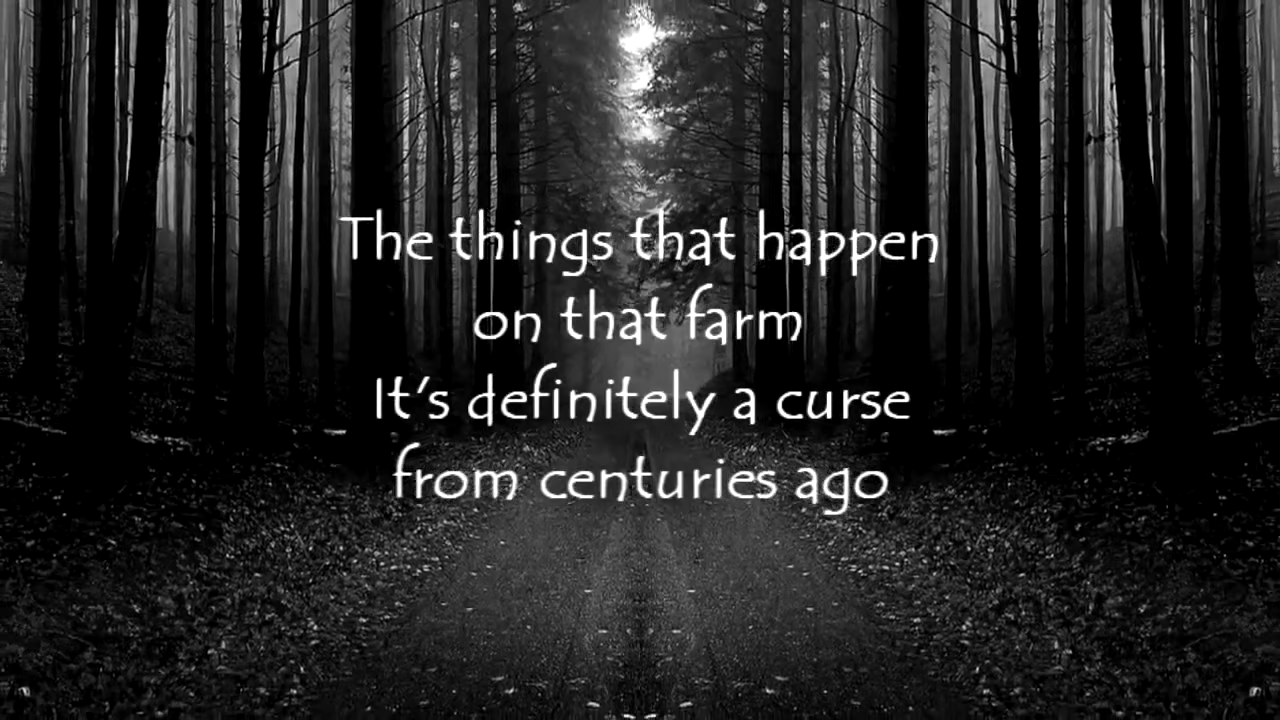 The things that happen
on that farm
It's definitely a curse
from centuries ago